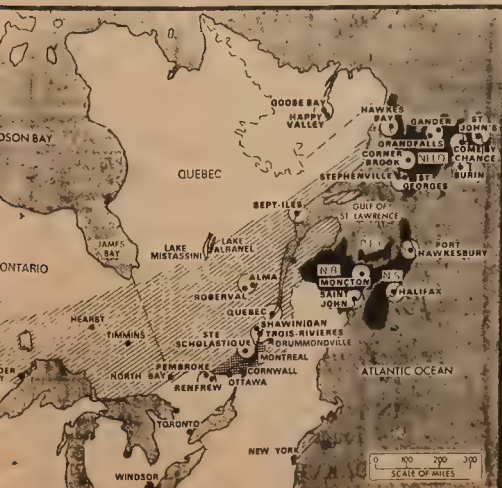 GOOSE BAY
HAPPY
VALLEY
HAWKES
BAY
GANDER
ST
JOHN'S
GRANDFALLS
CORNER
BROOK
NFLD
COME BY
CHANCE
STEPHENVILLE
ST
GEORGES
BURIN
DSON BAY
QUEBEC
SEPT-ILES
GULF OF
ST LAWRENCE
P.E.I.
PORT
HAWKESBURY
JAMES
BAY
LAKE
ALBANEL
LAKE
MISTASSINI
ONTARIO
ALMA
ROBERVAL
N.B.
MONCTON
N.S.
SAINT
JOHN
HALIFAX
QUEBEC
HEARST
TIMMINS
SHAWINIGAN
TROIS-RIVIERES
DRUMMONDVILLE
STE
SCHOLASTIQUE
MONTREAL
CORNWALL
OTTAWA
PEMBROKE
NORTH BAY
RENFREW
ATLANTIC OCEAN
TORONTO
NEW YORK
WINDSOR
0 100 200 300
SCALE OF MILES